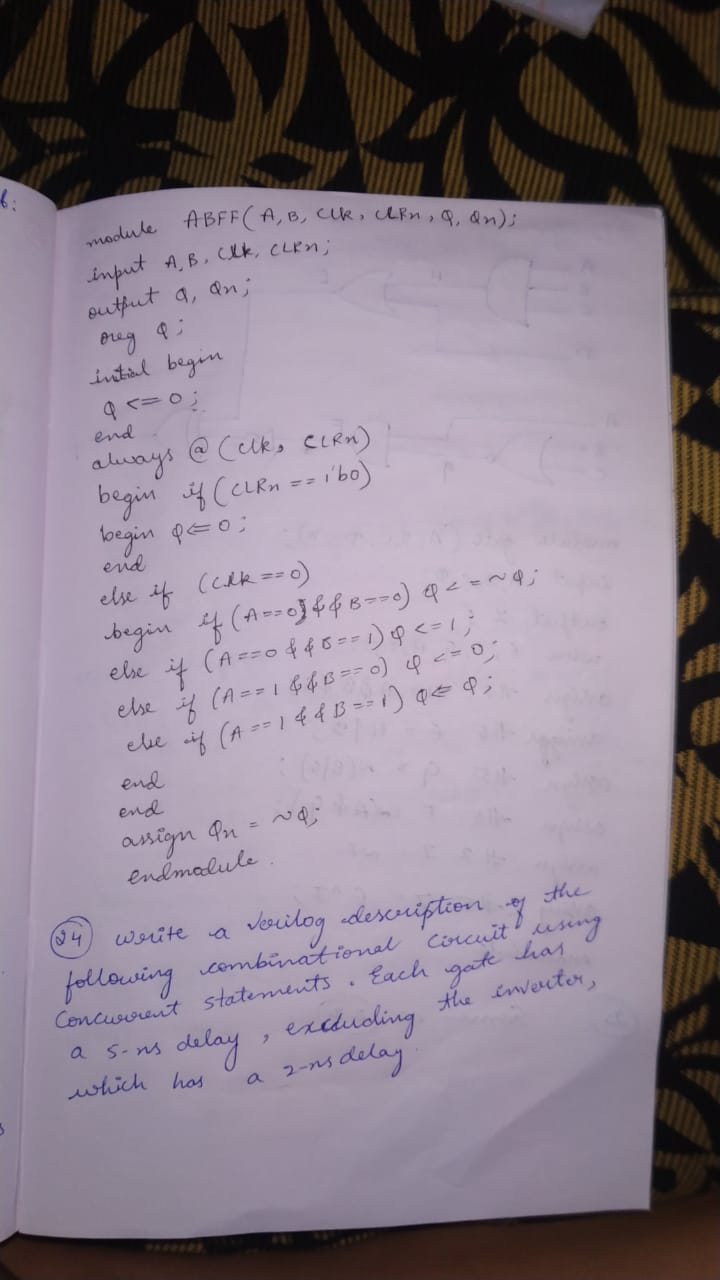 module ABFF(A, B, Clk, CLRn, Q, Qn);
input A, B, Clk, CLRn;
output Q, Qn;
reg Q;
initial begin
Q <= 0;
end
always @ (Clk, CLRn)
begin if (CLRn == 1'b0)
begin Q <= 0;
end
else if (Clk == 0)
begin if (A==0 && B==0) Q <= ~Q;
else if (A==0 && B==1) Q <= 1;
else if (A==1 && B==0) Q <= 0;
else if (A==1 && B==1) Q <= Q;
end
end
assign Qn = ~Q;
endmodule.
24 write a Verilog description of the
following combinational circuit using
Concurrent statements. Each gate has
a 5-ns delay, excluding the inverter,
which has a 2-ns delay.